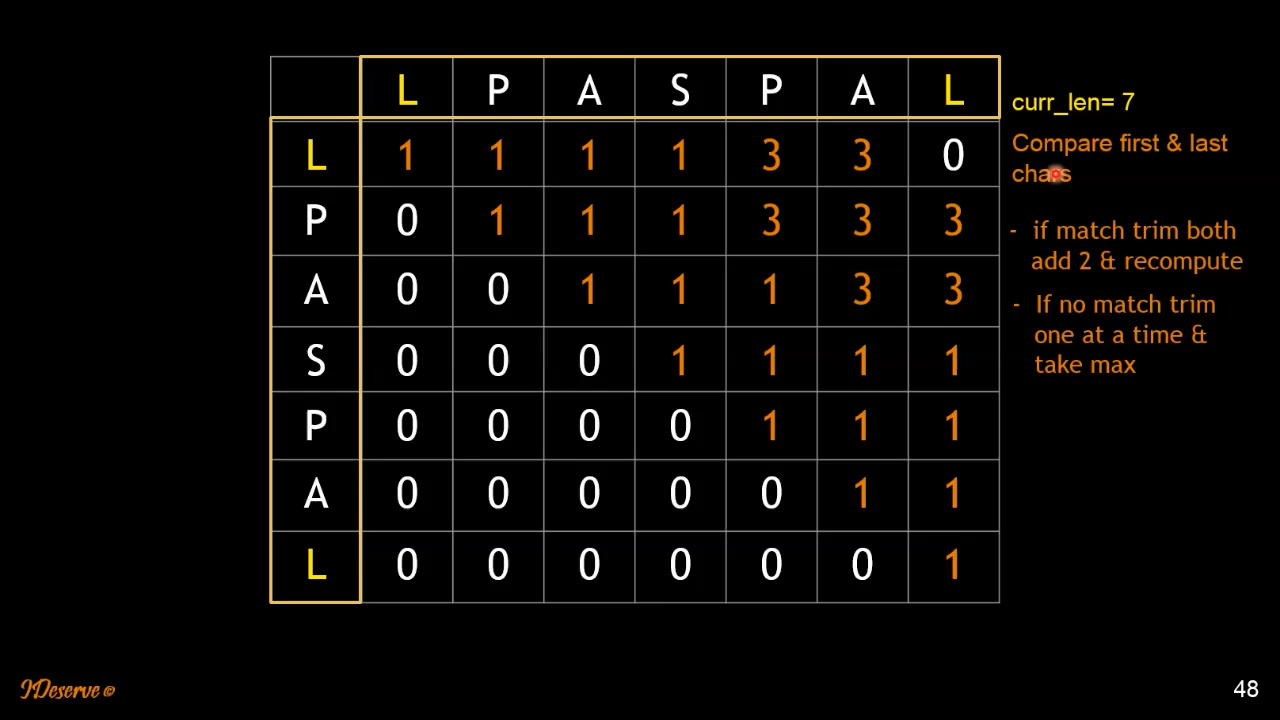 L P A S P A L
L 1 1 1 1 3 3 0
P 0 1 1 1 3 3 3
A 0 0 1 1 1 3 3
S 0 0 0 1 1 1 1
P 0 0 0 0 1 1 1
A 0 0 0 0 0 1 1
L 0 0 0 0 0 0 1
curr_len= 7
Compare first & last
chars
- if match trim both
add 2 & recompute
- If no match trim
one at a time &
take max
IDeserve ©
48